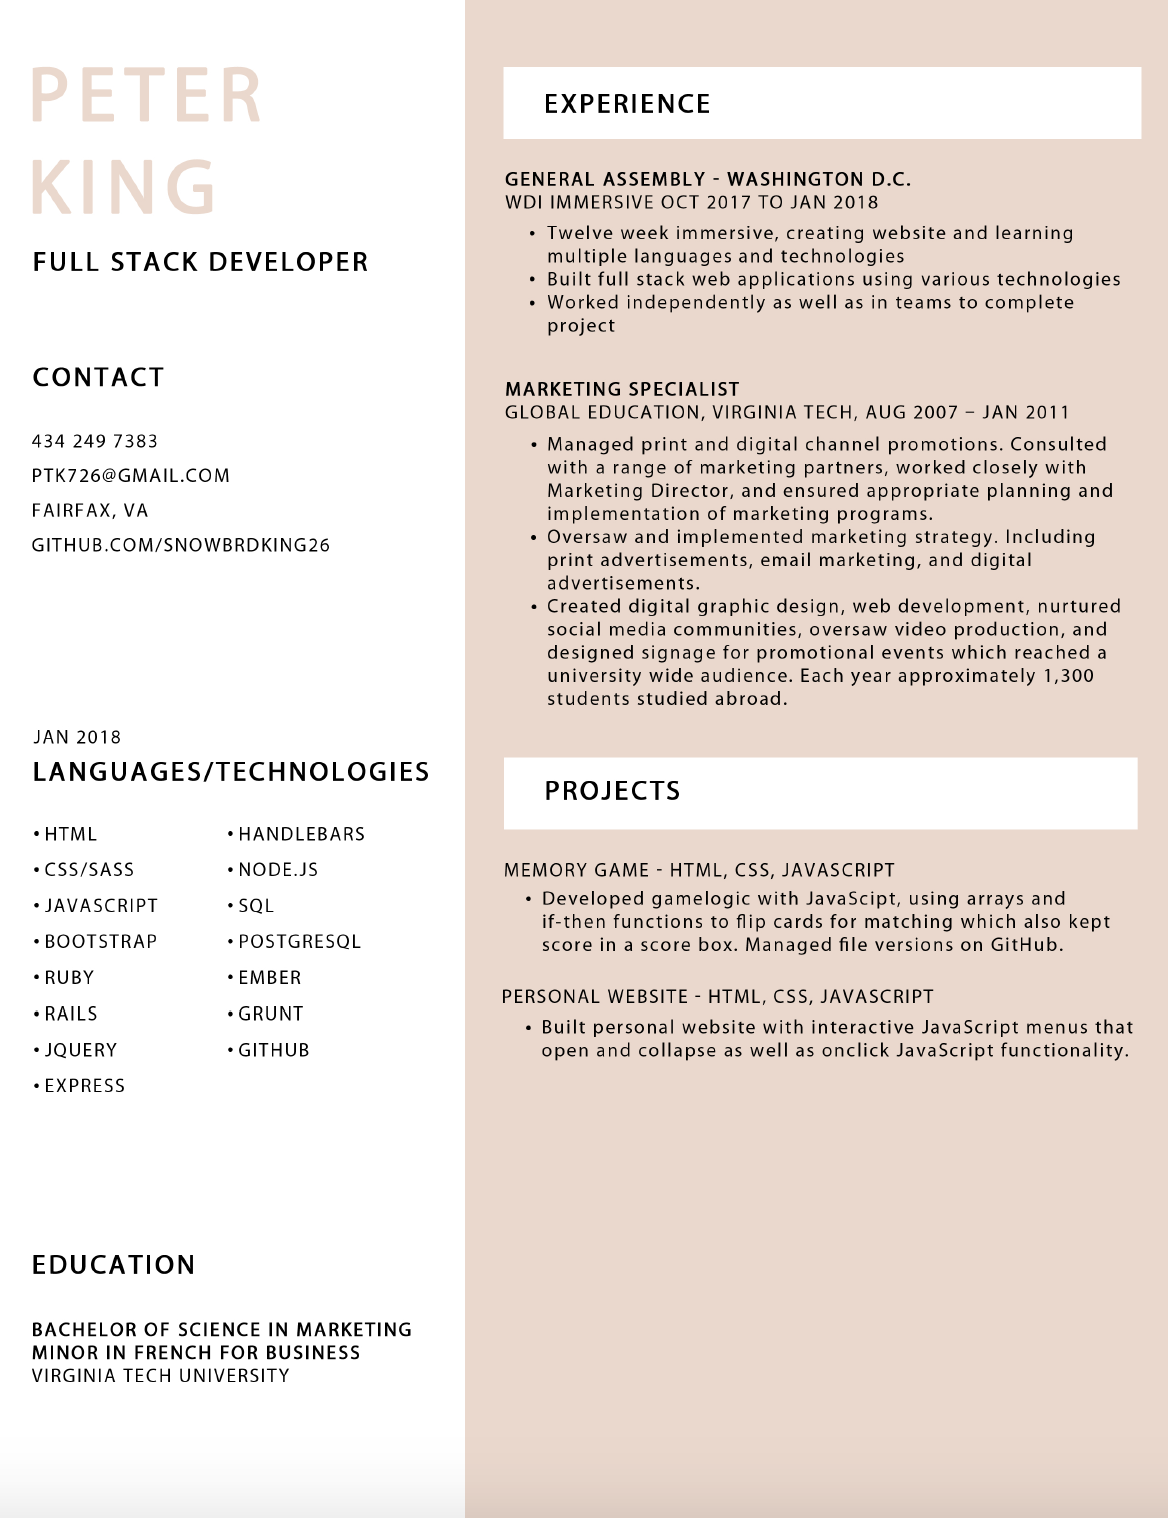 PETER
KING
FULL STACK DEVELOPER
CONTACT
434 249 7383
PTK726@GMAIL.COM
FAIRFAX, VA
GITHUB.COM/SNOWBRDKING26
JAN 2018
LANGUAGES/TECHNOLOGIES
• HTML
• CSS/SASS
• JAVASCRIPT
• BOOTSTRAP
• RUBY
• RAILS
• JQUERY
• EXPRESS
• HANDLEBARS
• NODE.JS
• SQL
• POSTGRESQL
• EMBER
• GRUNT
• GITHUB
EDUCATION
BACHELOR OF SCIENCE IN MARKETING
MINOR IN FRENCH FOR BUSINESS
VIRGINIA TECH UNIVERSITY
EXPERIENCE
GENERAL ASSEMBLY - WASHINGTON D.C.
WDI IMMERSIVE OCT 2017 TO JAN 2018
• Twelve week immersive, creating website and learning
multiple languages and technologies
• Built full stack web applications using various technologies
• Worked independently as well as in teams to complete
project
MARKETING SPECIALIST
GLOBAL EDUCATION, VIRGINIA TECH, AUG 2007 – JAN 2011
• Managed print and digital channel promotions. Consulted
with a range of marketing partners, worked closely with
Marketing Director, and ensured appropriate planning and
implementation of marketing programs.
• Oversaw and implemented marketing strategy. Including
print advertisements, email marketing, and digital
advertisements.
• Created digital graphic design, web development, nurtured
social media communities, oversaw video production, and
designed signage for promotional events which reached a
university wide audience. Each year approximately 1,300
students studied abroad.
PROJECTS
MEMORY GAME - HTML, CSS, JAVASCRIPT
• Developed gamelogic with JavaScipt, using arrays and
if-then functions to flip cards for matching which also kept
score in a score box. Managed file versions on GitHub.
PERSONAL WEBSITE - HTML, CSS, JAVASCRIPT
• Built personal website with interactive JavaScript menus that
open and collapse as well as onclick JavaScript functionality.